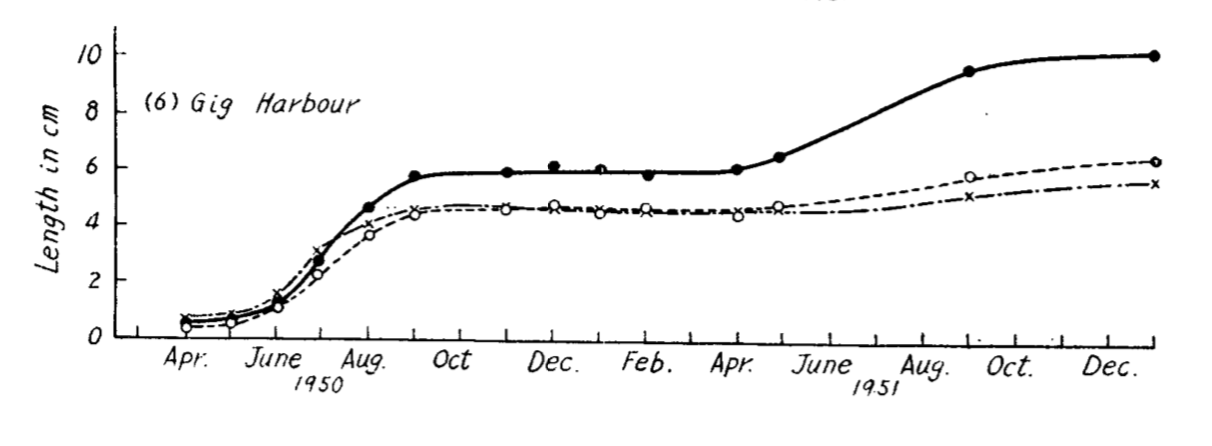 10
(6) Gig Harbour
8
6
4
2
0
Length in cm
Apr. June Aug. Oct Dec. Feb. Apr. June Aug. Oct. Dec.
1950 1951